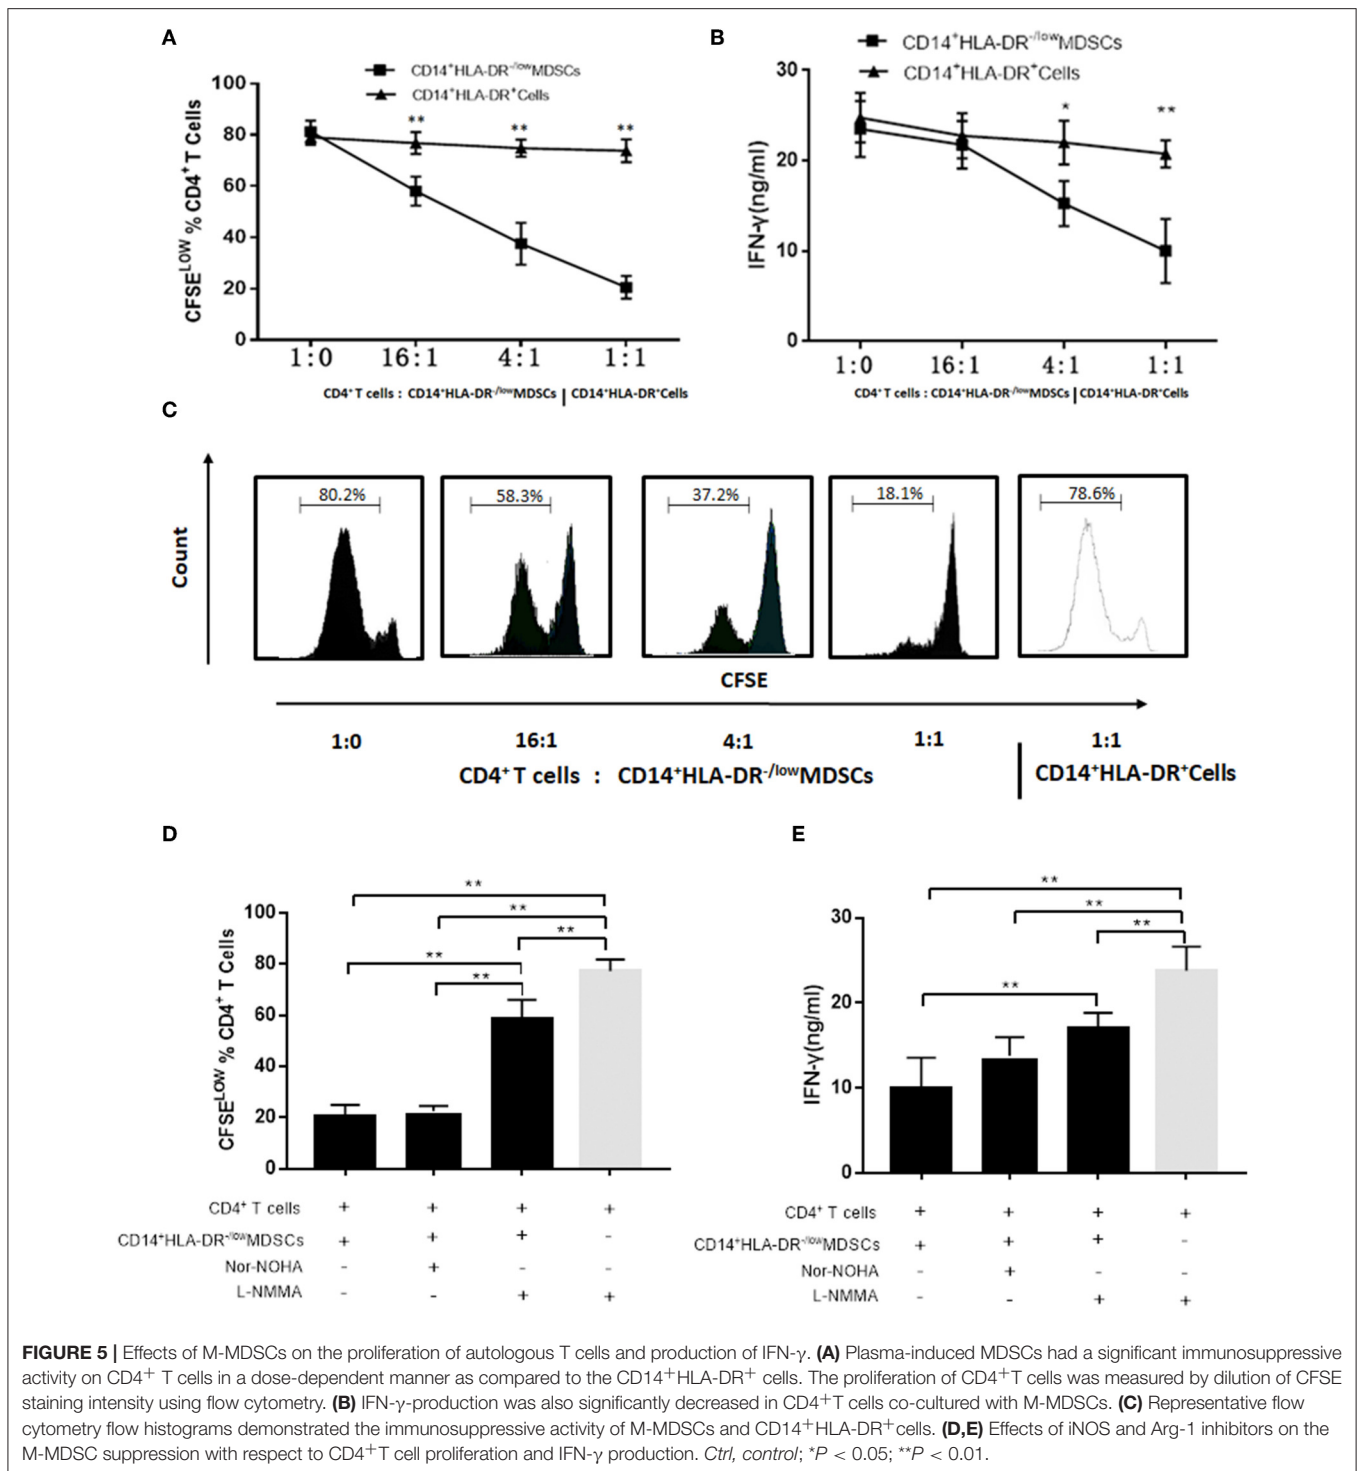 A
CD14⁺HLA-DR⁻/ˡᵒʷMDSCs
CD14⁺HLA-DR⁺Cells
CFSEᴸᴼᵂ % CD4⁺ T Cells
100
80
60
40
20
0
** ** **
1:0 16:1 4:1 1:1
CD4⁺ T cells : CD14⁺HLA-DR⁻/ˡᵒʷMDSCs | CD14⁺HLA-DR⁺Cells
B
CD14⁺HLA-DR⁻/ˡᵒʷMDSCs
CD14⁺HLA-DR⁺Cells
IFN-γ(ng/ml)
30
20
10
0
* **
1:0 16:1 4:1 1:1
CD4⁺ T cells : CD14⁺HLA-DR⁻/ˡᵒʷMDSCs | CD14⁺HLA-DR⁺Cells
C
Count
80.2% 58.3% 37.2% 18.1% 78.6%
CFSE
1:0 16:1 4:1 1:1 1:1
CD4⁺ T cells : CD14⁺HLA-DR⁻/ˡᵒʷMDSCs | CD14⁺HLA-DR⁺Cells
D
CFSEᴸᴼᵂ % CD4⁺ T Cells
100
80
60
40
20
0
**
**
**
**
**
CD4⁺ T cells + + + +
CD14⁺HLA-DR⁻/ˡᵒʷMDSCs + + + -
Nor-NOHA - + - -
L-NMMA - - + +
E
IFN-γ(ng/ml)
30
20
10
0
**
**
**
**
CD4⁺ T cells + + + +
CD14⁺HLA-DR⁻/ˡᵒʷMDSCs + + + -
Nor-NOHA - + - -
L-NMMA - - + +
FIGURE 5 | Effects of M-MDSCs on the proliferation of autologous T cells and production of IFN-γ. (A) Plasma-induced MDSCs had a significant immunosuppressive
activity on CD4+ T cells in a dose-dependent manner as compared to the CD14+HLA-DR+ cells. The proliferation of CD4+T cells was measured by dilution of CFSE
staining intensity using flow cytometry. (B) IFN-γ-production was also significantly decreased in CD4+T cells co-cultured with M-MDSCs. (C) Representative flow
cytometry flow histograms demonstrated the immunosuppressive activity of M-MDSCs and CD14+HLA-DR+cells. (D,E) Effects of iNOS and Arg-1 inhibitors on the
M-MDSC suppression with respect to CD4+T cell proliferation and IFN-γ production. Ctrl, control; *P < 0.05; **P < 0.01.